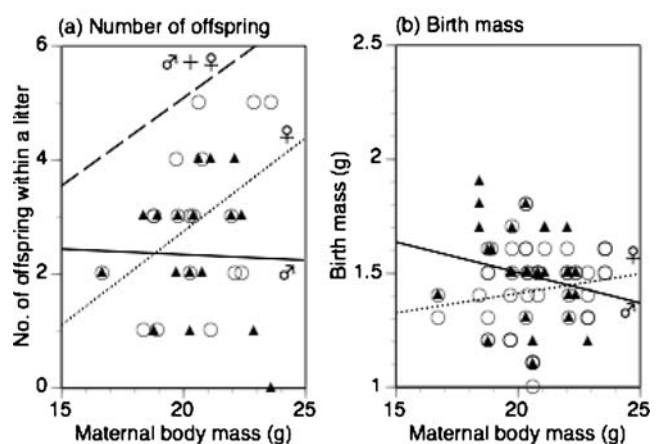 (a) Number of offspring
No. of offspring within a litter
6
4
2
0
♂ + ♀
♀
♂
15
20
25
Maternal body mass (g)
(b) Birth mass
Birth mass (g)
2.5
2
1.5
1
♀
♂
15
20
25
Maternal body mass (g)